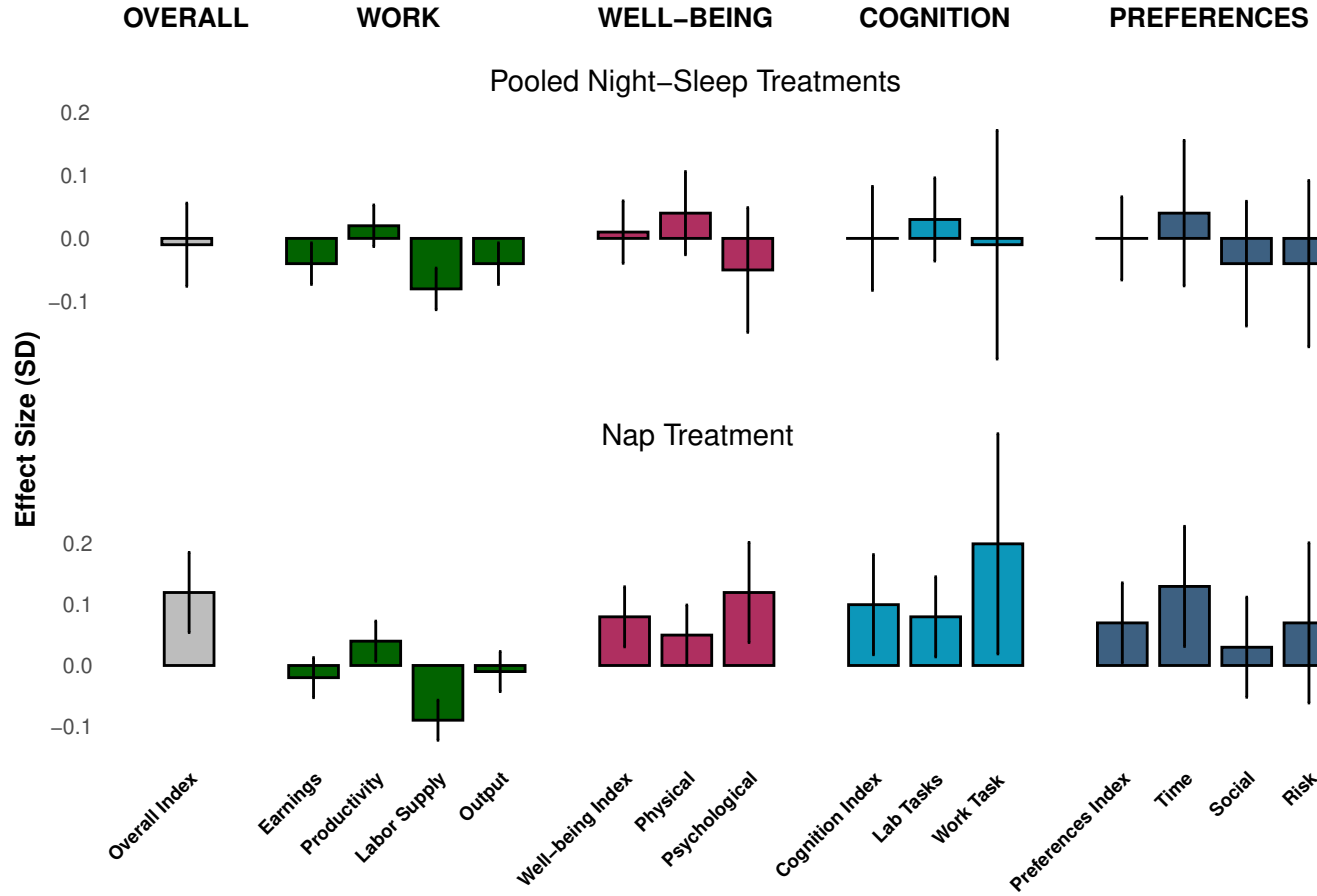 OVERALL WORK WELL−BEING COGNITION PREFERENCES
Pooled Night−Sleep Treatments
0.2
0.1
0.0
−0.1
Effect Size (SD)
Nap Treatment
0.2
0.1
0.0
−0.1
Overall Index
Earnings
Productivity
Labor Supply
Output
Well−being Index
Physical
Psychological
Cognition Index
Lab Tasks
Work Task
Preferences Index
Time
Social
Risk